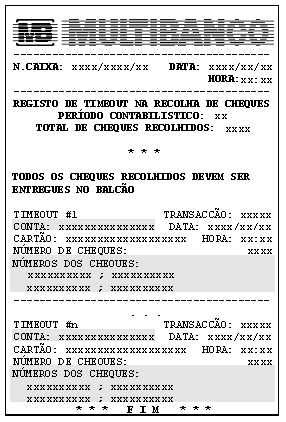 MB MULTIBANCO
N.CAIXA: xxxx/xxxx/xx DATA: xxxx/xx/xx
HORA:xx:xx
REGISTO DE TIMEOUT NA RECOLHA DE CHEQUES
PERÍODO CONTABILISTICO: xx
TOTAL DE CHEQUES RECOLHIDOS: xxxx
* * *
TODOS OS CHEQUES RECOLHIDOS DEVEM SER
ENTREGUES NO BALCÃO
TIMEOUT #1 TRANSACCÃO: xxxxx
CONTA: xxxxxxxxxxxxxxx DATA: xxxx/xx/xx
CARTÃO: xxxxxxxxxxxxxxxxxxx HORA: xx:xx
NÚMERO DE CHEQUES: xxxx
NÚMEROS DOS CHEQUES:
xxxxxxxxxx ; xxxxxxxxxx
xxxxxxxxxx ; xxxxxxxxxx
. . .
TIMEOUT #n TRANSACCÃO: xxxxx
CONTA: xxxxxxxxxxxxxxx DATA: xxxx/xx/xx
CARTÃO: xxxxxxxxxxxxxxxxxxx HORA: xx:xx
NÚMERO DE CHEQUES: xxxx
NÚMEROS DOS CHEQUES:
xxxxxxxxxx ; xxxxxxxxxx
xxxxxxxxxx ; xxxxxxxxxx
* * * F I M * * *